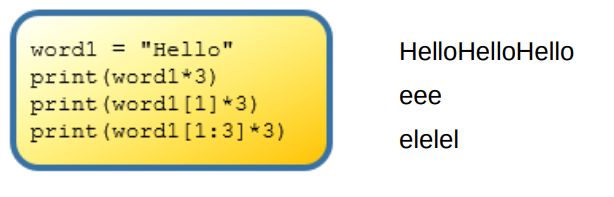 word1 = "Hello"
print(word1*3)
print(word1[1]*3)
print(word1[1:3]*3)
HelloHelloHello
eee
elelel